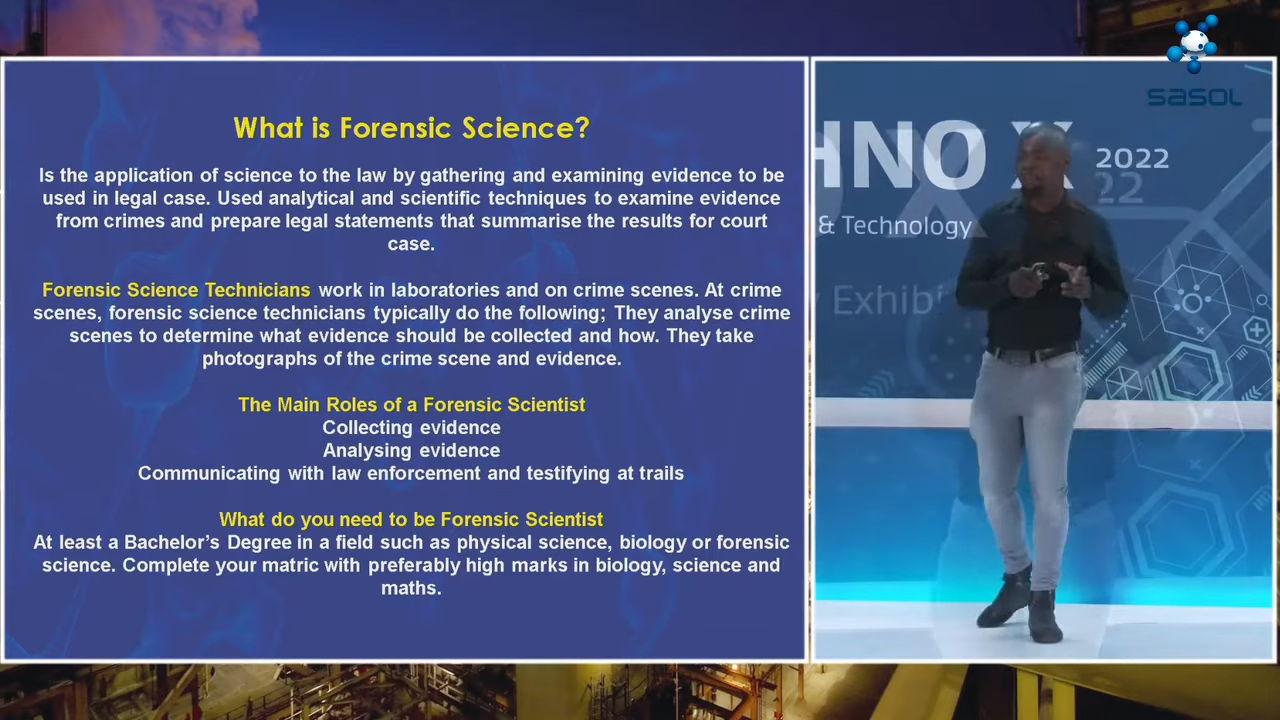 What is Forensic Science?
Is the application of science to the law by gathering and examining evidence to be
used in legal case. Used analytical and scientific techniques to examine evidence
from crimes and prepare legal statements that summarise the results for court
case.
Forensic Science Technicians work in laboratories and on crime scenes. At crime
scenes, forensic science technicians typically do the following; They analyse crime
scenes to determine what evidence should be collected and how. They take
photographs of the crime scene and evidence.
The Main Roles of a Forensic Scientist
Collecting evidence
Analysing evidence
Communicating with law enforcement and testifying at trails
What do you need to be Forensic Scientist
At least a Bachelor's Degree in a field such as physical science, biology or forensic
science. Complete your matric with preferably high marks in biology, science and
maths.
sasol
HNO X
2022
22
& Technology
Exhibi